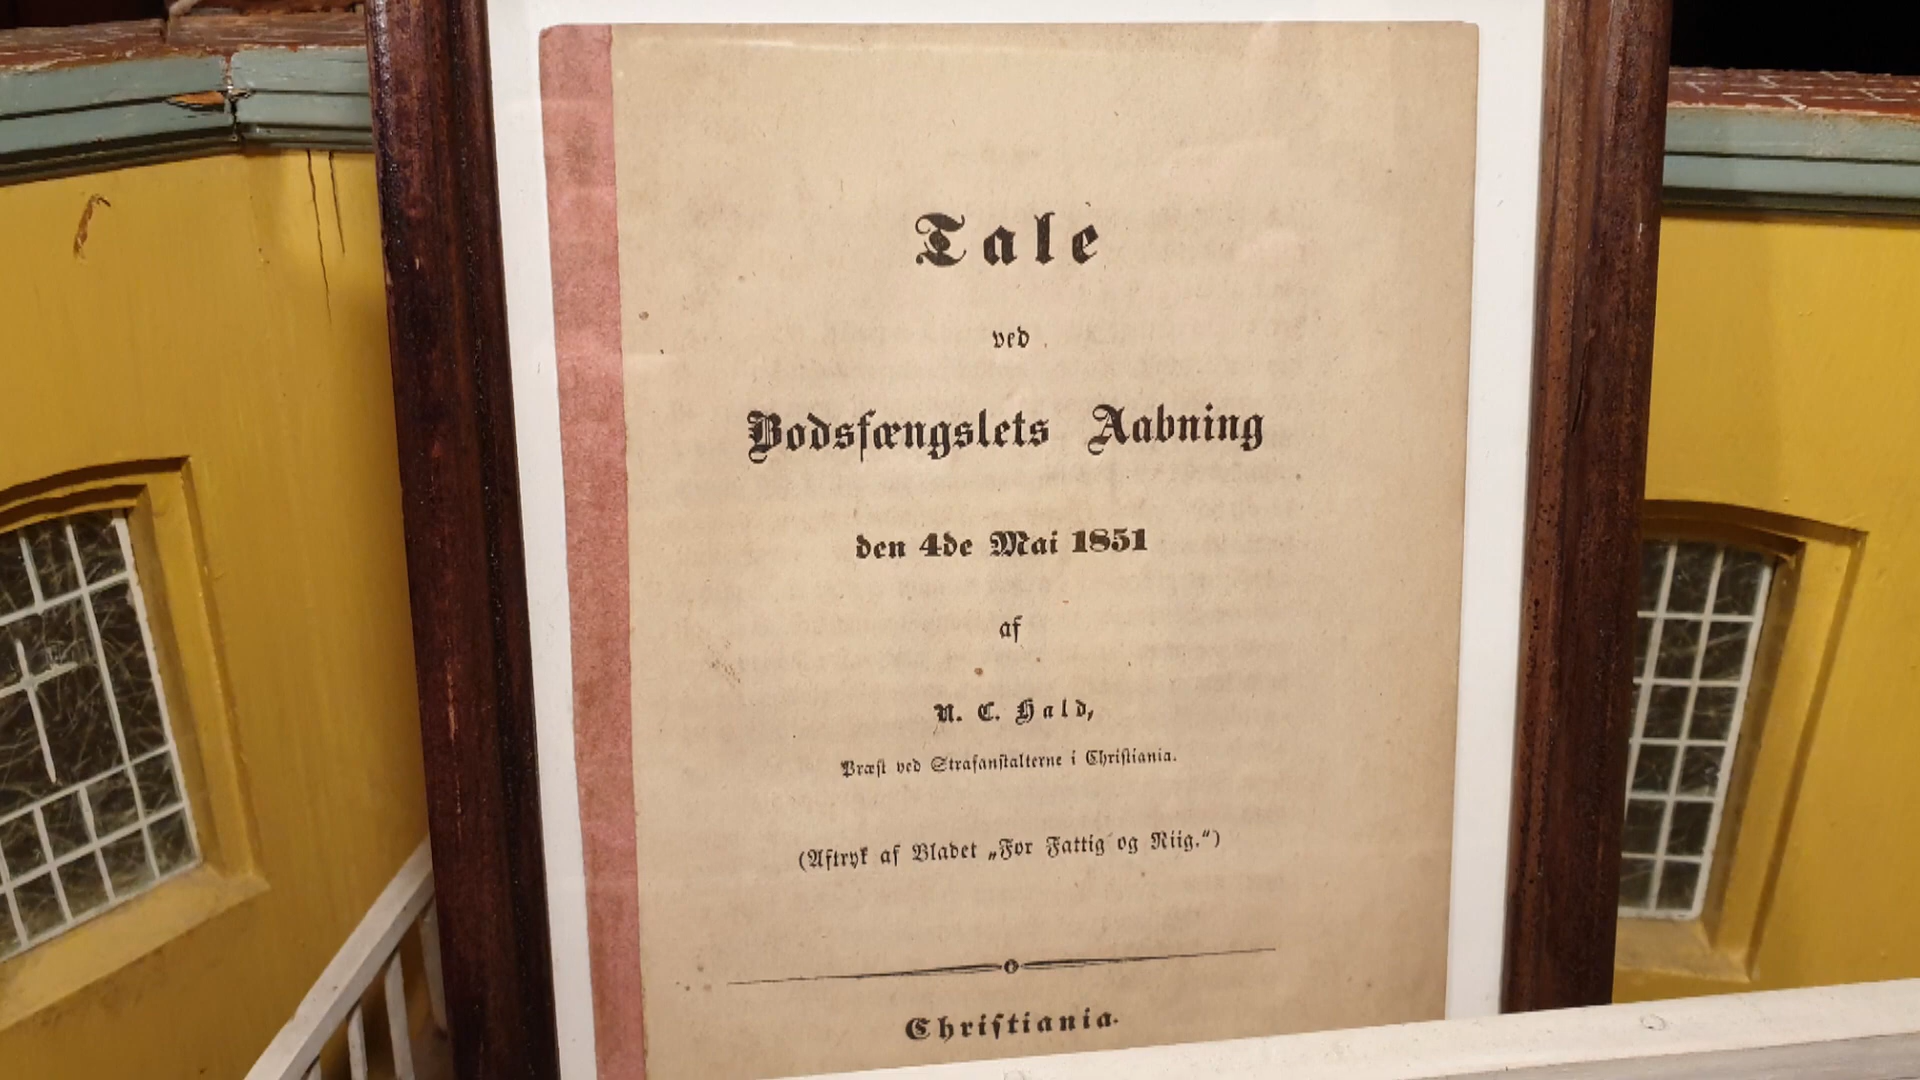 Tale
ved
Bodsfængslets Aabning
den 4de Mai 1851
af
N. C. Hald,
Præst ved Strafanstalterne i Christiania.
(Aftryk af Bladet „For Fattig og Riig.“)
Christiania.